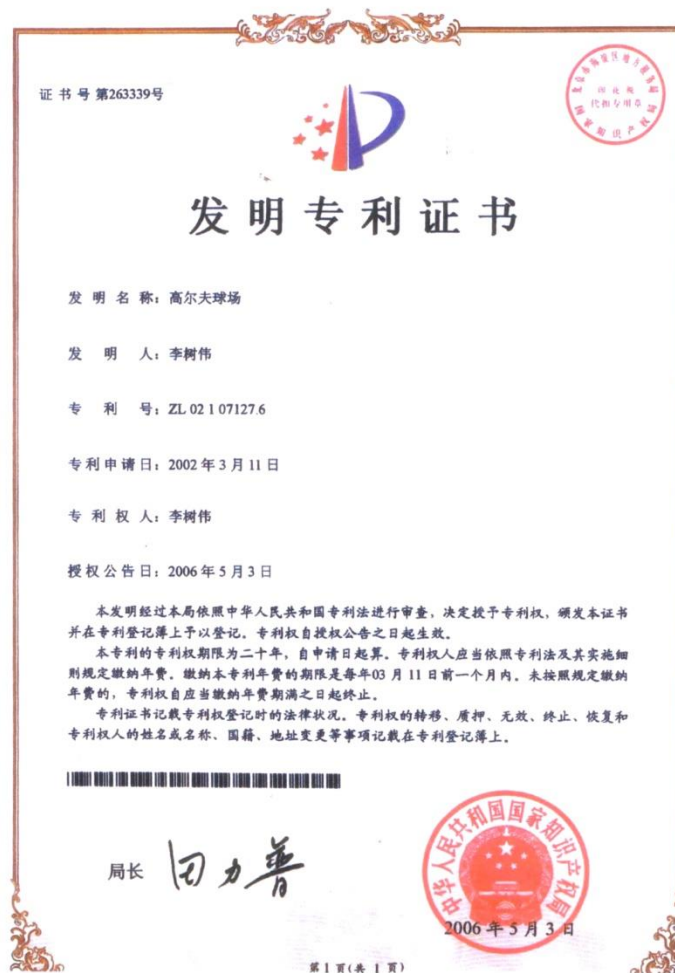 证书号 第263339号
代扣专用章
国家知识产权局
发明专利证书
发明名称：高尔夫球场
发明人：李树伟
专利号：ZL 02 1 07127.6
专利申请日：2002年3月11日
专利权人：李树伟
授权公告日：2006年5月3日
本发明经过本局依照中华人民共和国专利法进行审查，决定授予专利权，颁发本证书
并在专利登记簿上予以登记。专利权自授权公告之日起生效。
本专利的专利权期限为二十年，自申请日起算。专利权人应当依照专利法及其实施细
则规定缴纳年费。缴纳本专利年费的期限是每年03 月 11 日前一个月内。未按照规定缴纳
年费的，专利权自应当缴纳年费期满之日起终止。
专利证书记载专利权登记时的法律状况。专利权的转移、质押、无效、终止、恢复和
专利权人的姓名或名称、国籍、地址变更等事项记载在专利登记簿上。
局长 田力普
中华人民共和国国家知识产权局
2006年5月3日
第1页(共 1 页)